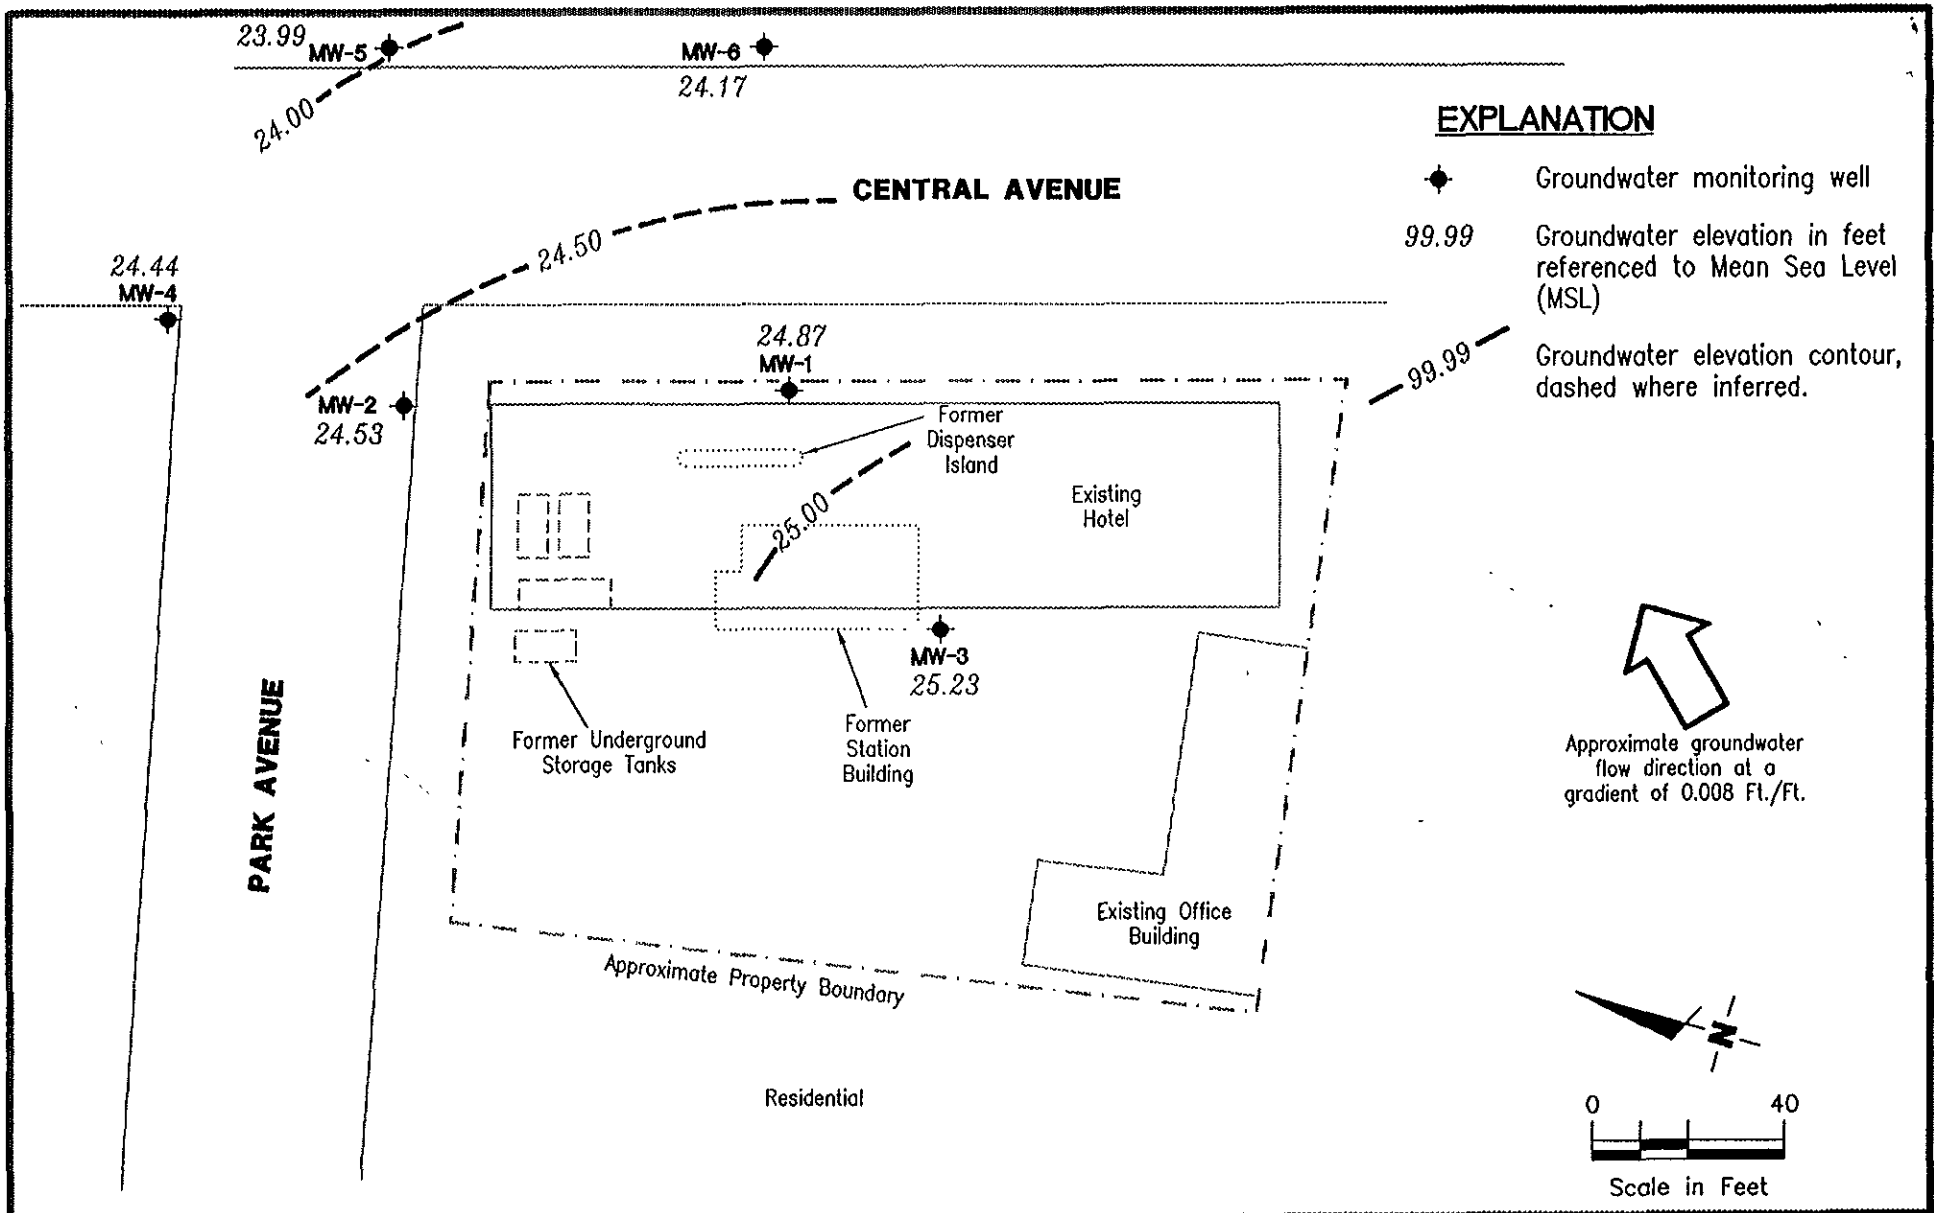 23.99
MW-5
MW-6
24.17
24.00
EXPLANATION
Groundwater monitoring well
CENTRAL AVENUE
99.99
Groundwater elevation in feet
referenced to Mean Sea Level
(MSL)
24.50
24.44
MW-4
24.87
MW-1
99.99
Groundwater elevation contour,
dashed where inferred.
MW-2
24.53
Former
Dispenser
Island
25.00
Existing
Hotel
MW-3
25.23
PARK AVENUE
Former Underground
Storage Tanks
Former
Station
Building
Approximate groundwater
flow direction at a
gradient of 0.008 Ft./Ft.
Existing Office
Building
Approximate Property Boundary
N
Residential
0 40
Scale in Feet